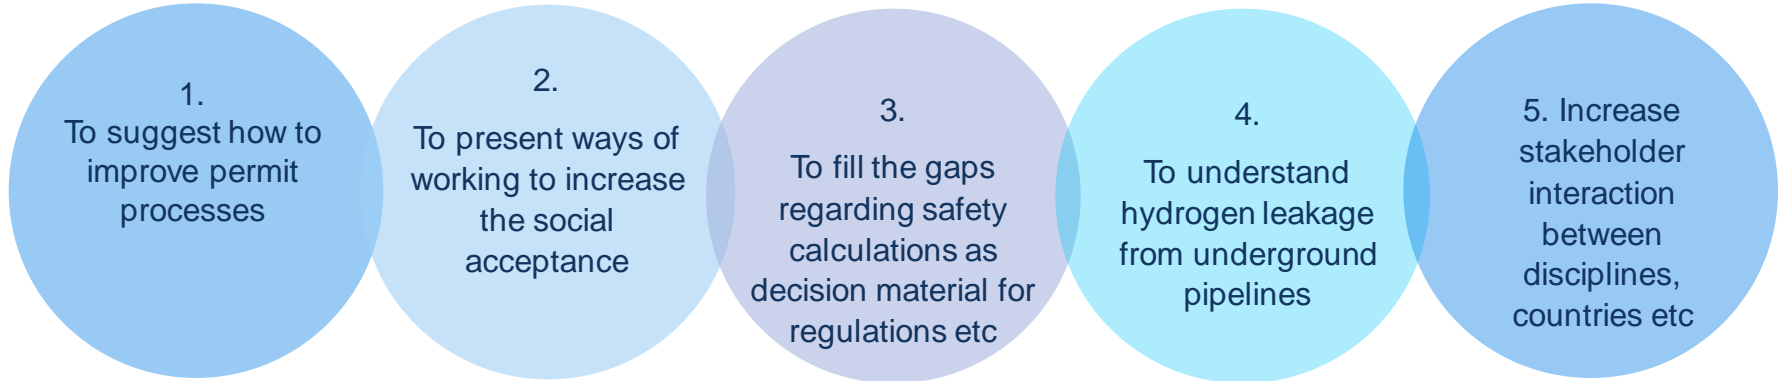 1.
To suggest how to
improve permit
processes
2.
To present ways of
working to increase
the social
acceptance
3.
To fill the gaps
regarding safety
calculations as
decision material for
regulations etc
4.
To understand
hydrogen leakage
from underground
pipelines
5. Increase
stakeholder
interaction
between
disciplines,
countries etc